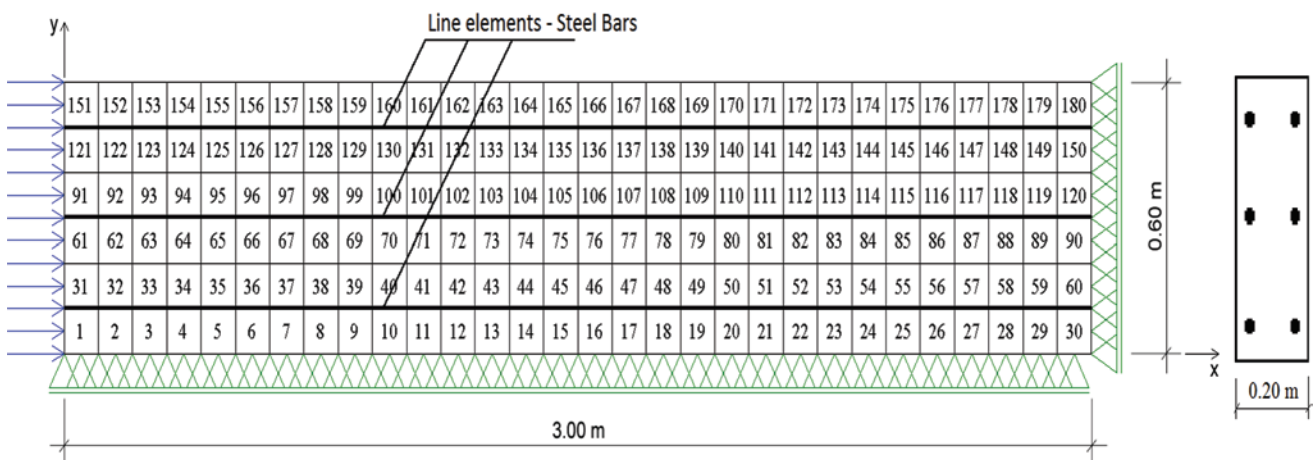 Line elements - Steel Bars
y
151 152 153 154 155 156 157 158 159 160 161 162 163 164 165 166 167 168 169 170 171 172 173 174 175 176 177 178 179 180
121 122 123 124 125 126 127 128 129 130 131 132 133 134 135 136 137 138 139 140 141 142 143 144 145 146 147 148 149 150
91 92 93 94 95 96 97 98 99 100 101 102 103 104 105 106 107 108 109 110 111 112 113 114 115 116 117 118 119 120
61 62 63 64 65 66 67 68 69 70 71 72 73 74 75 76 77 78 79 80 81 82 83 84 85 86 87 88 89 90
31 32 33 34 35 36 37 38 39 40 41 42 43 44 45 46 47 48 49 50 51 52 53 54 55 56 57 58 59 60
1 2 3 4 5 6 7 8 9 10 11 12 13 14 15 16 17 18 19 20 21 22 23 24 25 26 27 28 29 30
0.60 m
x
0.20 m
3.00 m